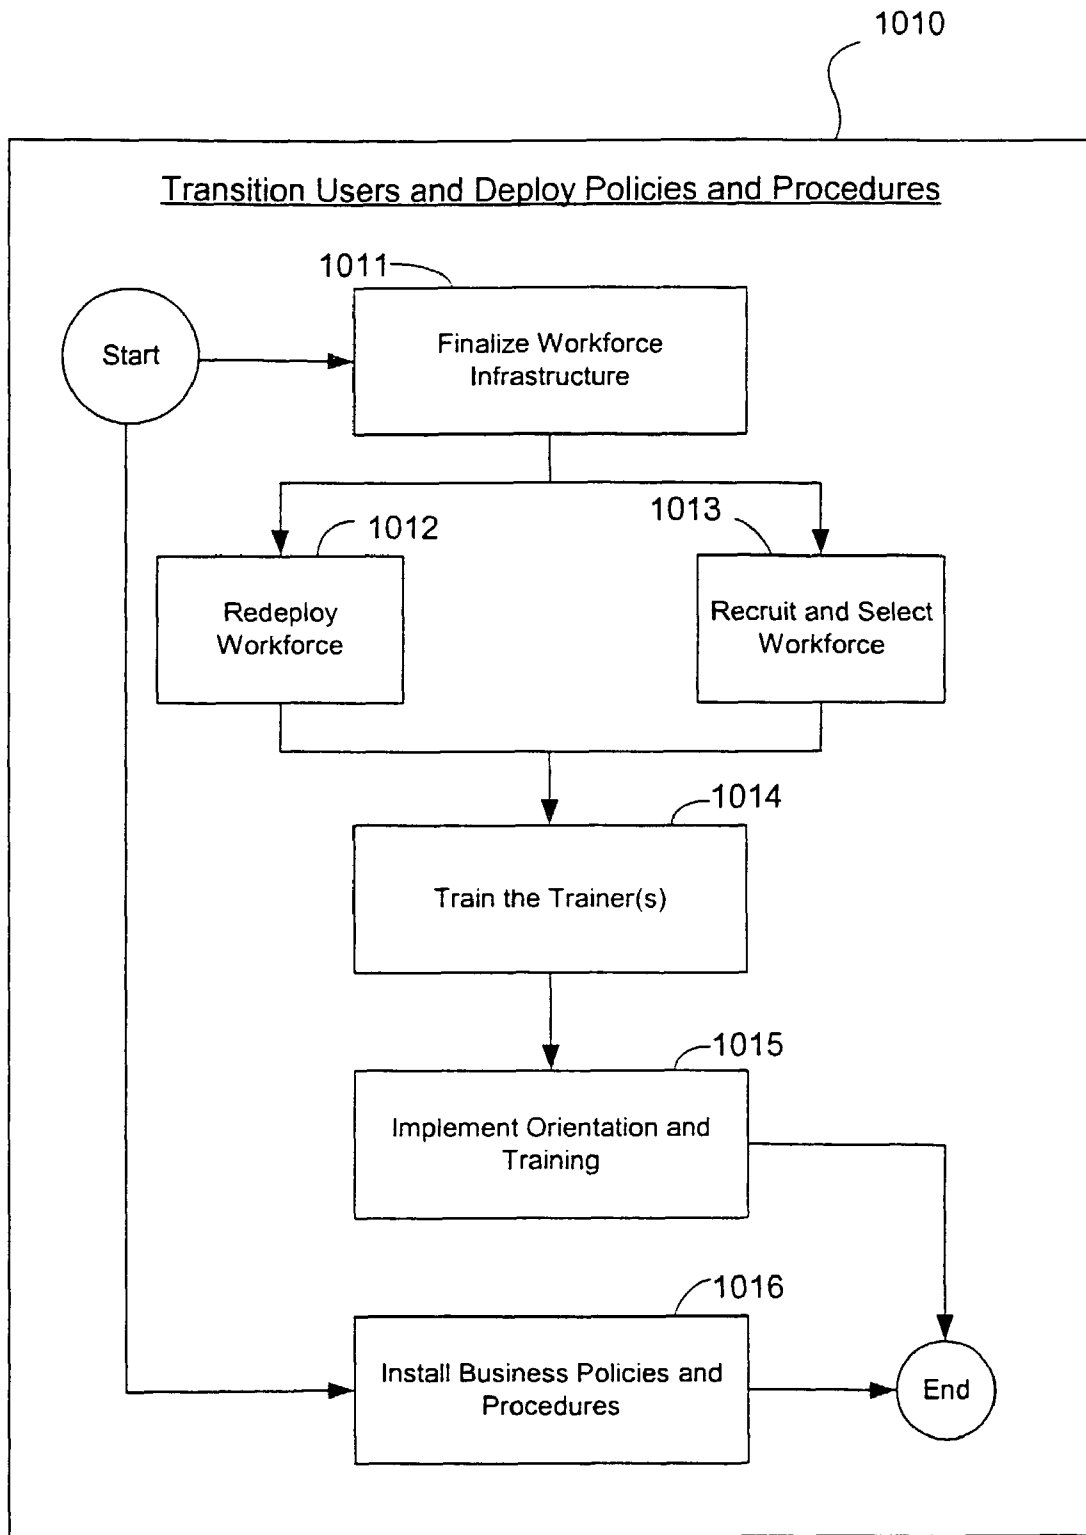 1010
Transition Users and Deploy Policies and Procedures
1011
Start
Finalize Workforce
Infrastructure
1012
1013
Redeploy
Workforce
Recruit and Select
Workforce
1014
Train the Trainer(s)
1015
Implement Orientation and
Training
1016
Install Business Policies and
Procedures
End